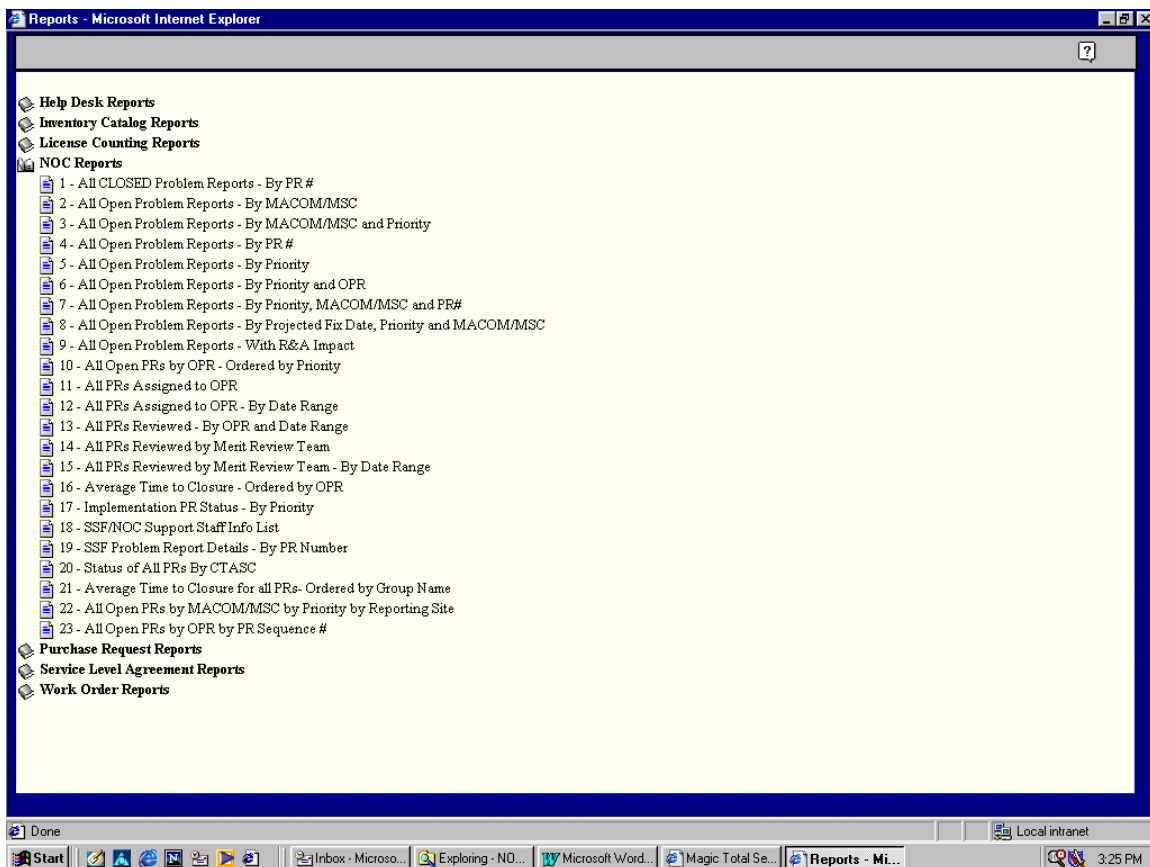 Reports - Microsoft Internet Explorer
Help Desk Reports
Inventory Catalog Reports
License Counting Reports
NOC Reports
1 - All CLOSED Problem Reports - By PR #
2 - All Open Problem Reports - By MACOM/MSC
3 - All Open Problem Reports - By MACOM/MSC and Priority
4 - All Open Problem Reports - By PR #
5 - All Open Problem Reports - By Priority
6 - All Open Problem Reports - By Priority and OPR
7 - All Open Problem Reports - By Priority, MACOM/MSC and PR#
8 - All Open Problem Reports - By Projected Fix Date, Priority and MACOM/MSC
9 - All Open Problem Reports - With R&A Impact
10 - All Open PRs by OPR - Ordered by Priority
11 - All PRs Assigned to OPR
12 - All PRs Assigned to OPR - By Date Range
13 - All PRs Reviewed - By OPR and Date Range
14 - All PRs Reviewed by Merit Review Team
15 - All PRs Reviewed by Merit Review Team - By Date Range
16 - Average Time to Closure - Ordered by OPR
17 - Implementation PR Status - By Priority
18 - SSF/NOC Support Staff Info List
19 - SSF Problem Report Details - By PR Number
20 - Status of All PRs By CTASC
21 - Average Time to Closure for all PRs- Ordered by Group Name
22 - All Open PRs by MACOM/MSC by Priority by Reporting Site
23 - All Open PRs by OPR by PR Sequence #
Purchase Request Reports
Service Level Agreement Reports
Work Order Reports
Done Local intranet
Start Inbox - Microso... Exploring - NO... Microsoft Word... Magic Total Se... Reports - Mi... 3:25 PM